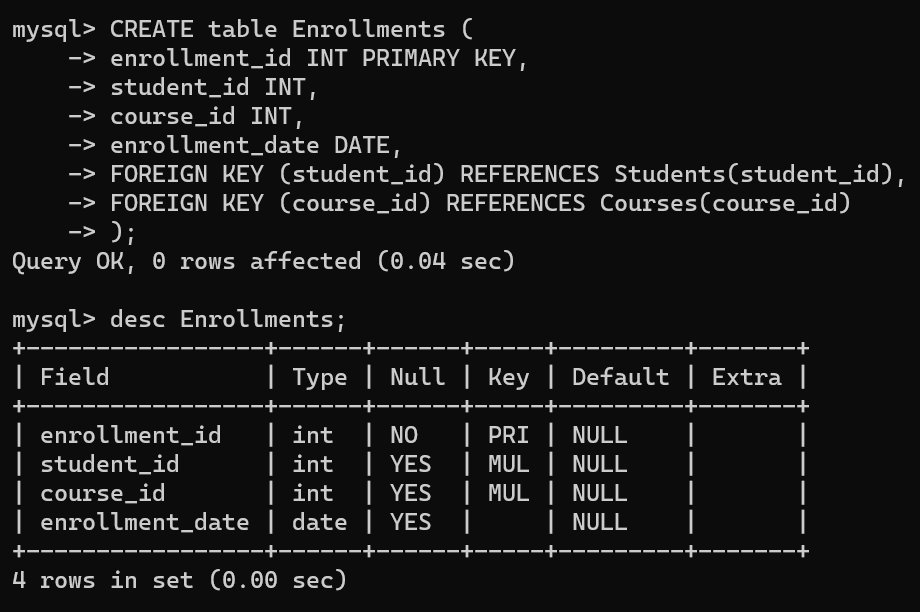 mysql> CREATE table Enrollments (
    -> enrollment_id INT PRIMARY KEY,
    -> student_id INT,
    -> course_id INT,
    -> enrollment_date DATE,
    -> FOREIGN KEY (student_id) REFERENCES Students(student_id),
    -> FOREIGN KEY (course_id) REFERENCES Courses(course_id)
    -> );
Query OK, 0 rows affected (0.04 sec)

mysql> desc Enrollments;
+-----------------+------+------+-----+---------+-------+
| Field           | Type | Null | Key | Default | Extra |
+-----------------+------+------+-----+---------+-------+
| enrollment_id   | int  | NO   | PRI | NULL    |       |
| student_id      | int  | YES  | MUL | NULL    |       |
| course_id       | int  | YES  | MUL | NULL    |       |
| enrollment_date | date | YES  |     | NULL    |       |
+-----------------+------+------+-----+---------+-------+
4 rows in set (0.00 sec)